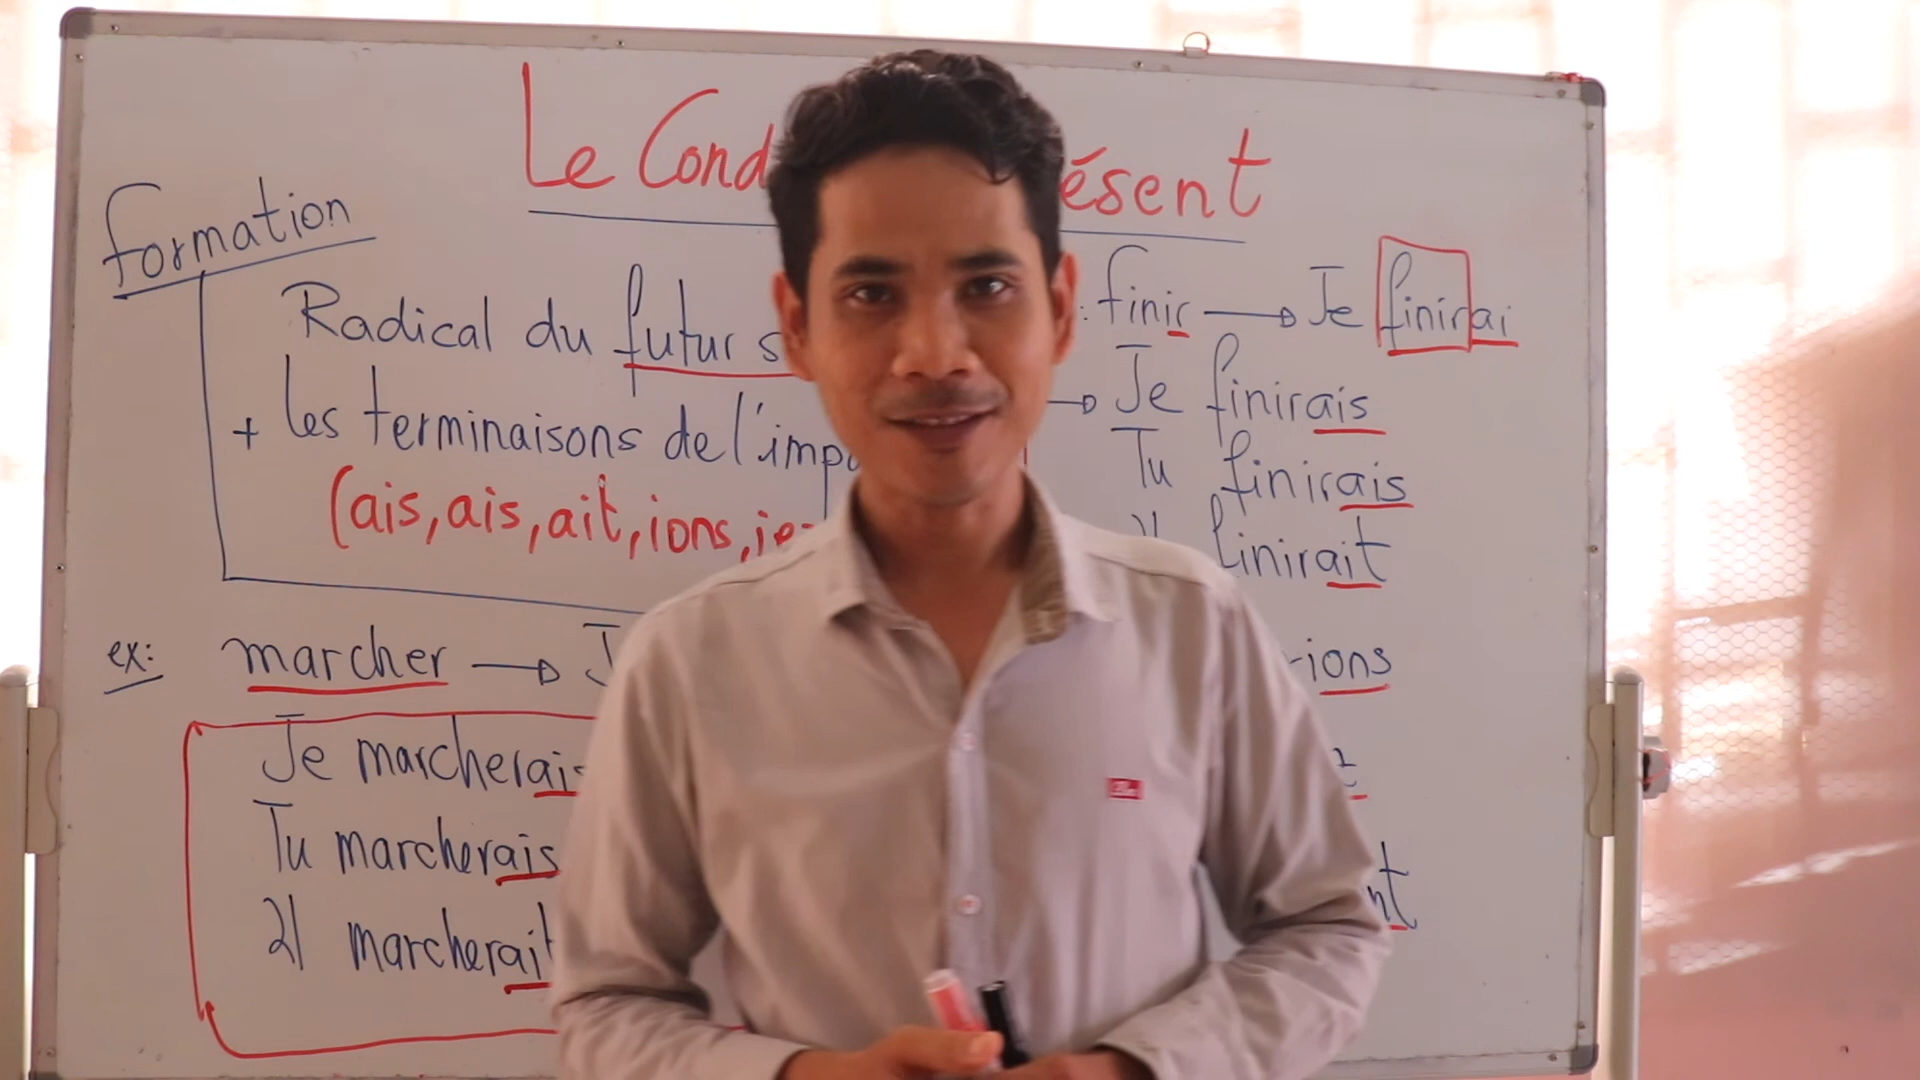 Le Cond ésent
formation
Radical du futur s
+ les terminaisons de l'imp
(ais, ais, ait, ions, ie
ex: marcher → J
Je marcherais
Tu marcherais
Il marcherait
: finir → Je finirai
→ Je finirais
Tu finirais
Il finirait
ions
nt